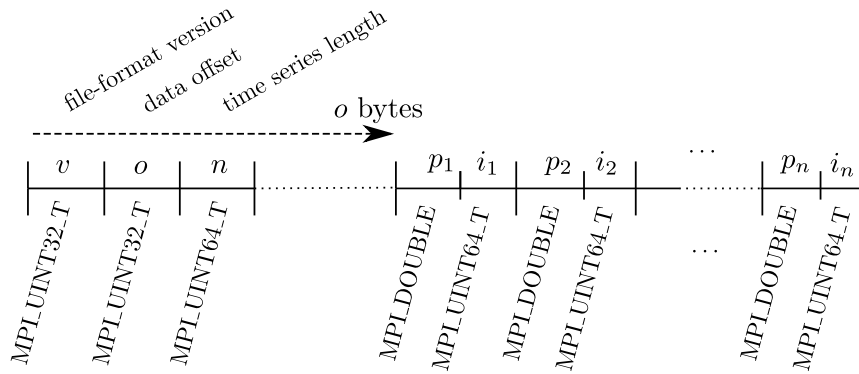 file-format version
data offset
time series length
o bytes
v o n p₁ i₁ p₂ i₂ ... pₙ iₙ
...
MPI_UINT32_T MPI_UINT32_T MPI_UINT64_T MPI_DOUBLE MPI_UINT64_T MPI_DOUBLE MPI_UINT64_T ... MPI_DOUBLE MPI_UINT64_T